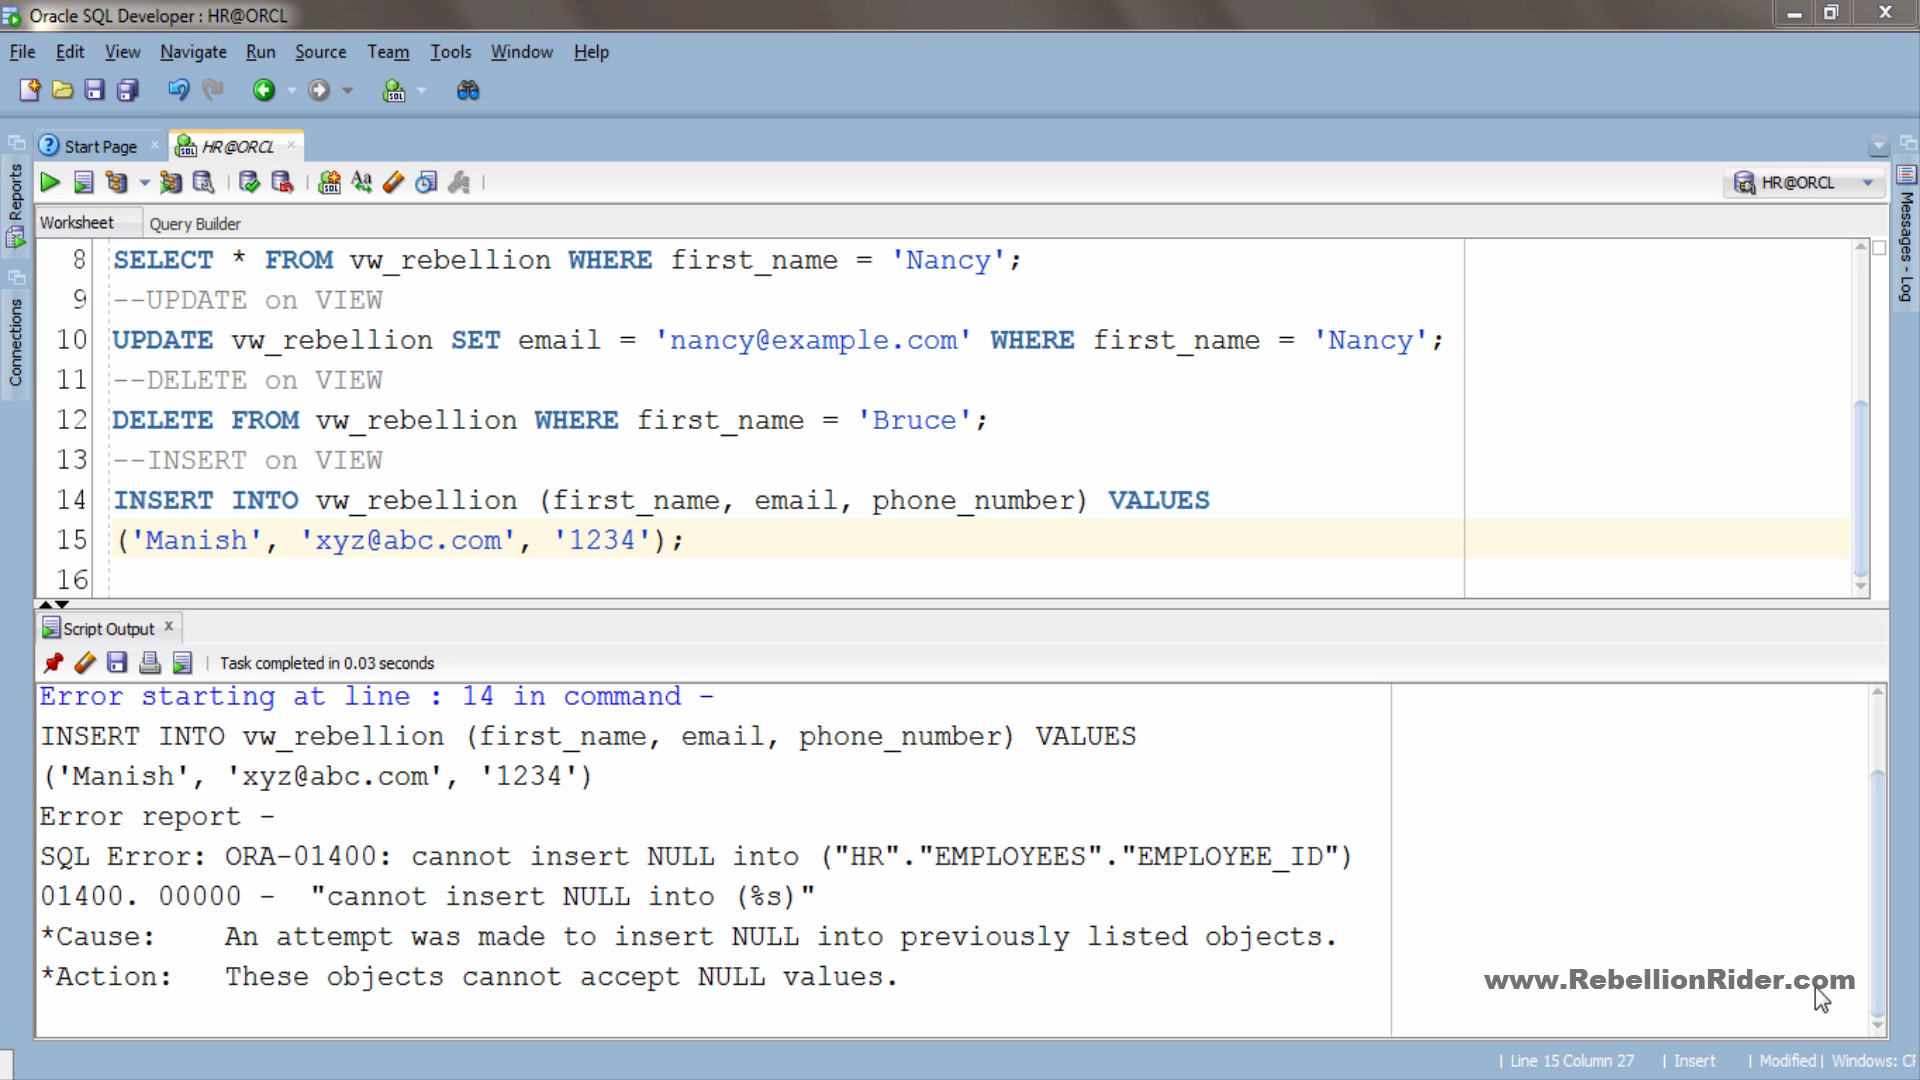 Oracle SQL Developer : HR@ORCL
File Edit View Navigate Run Source Team Tools Window Help
Start Page HR@ORCL
HR@ORCL
Reports
Connections
Messages - Log
Worksheet Query Builder
8 SELECT * FROM vw_rebellion WHERE first_name = 'Nancy';
9 --UPDATE on VIEW
10 UPDATE vw_rebellion SET email = 'nancy@example.com' WHERE first_name = 'Nancy';
11 --DELETE on VIEW
12 DELETE FROM vw_rebellion WHERE first_name = 'Bruce';
13 --INSERT on VIEW
14 INSERT INTO vw_rebellion (first_name, email, phone_number) VALUES
15 ('Manish', 'xyz@abc.com', '1234');
16
Script Output x
Task completed in 0.03 seconds
Error starting at line : 14 in command -
INSERT INTO vw_rebellion (first_name, email, phone_number) VALUES
('Manish', 'xyz@abc.com', '1234')
Error report -
SQL Error: ORA-01400: cannot insert NULL into ("HR"."EMPLOYEES"."EMPLOYEE_ID")
01400. 00000 - "cannot insert NULL into (%s)"
*Cause: An attempt was made to insert NULL into previously listed objects.
*Action: These objects cannot accept NULL values.
www.RebellionRider.com
| Line 15 Column 27 | Insert | Modified | Windows: